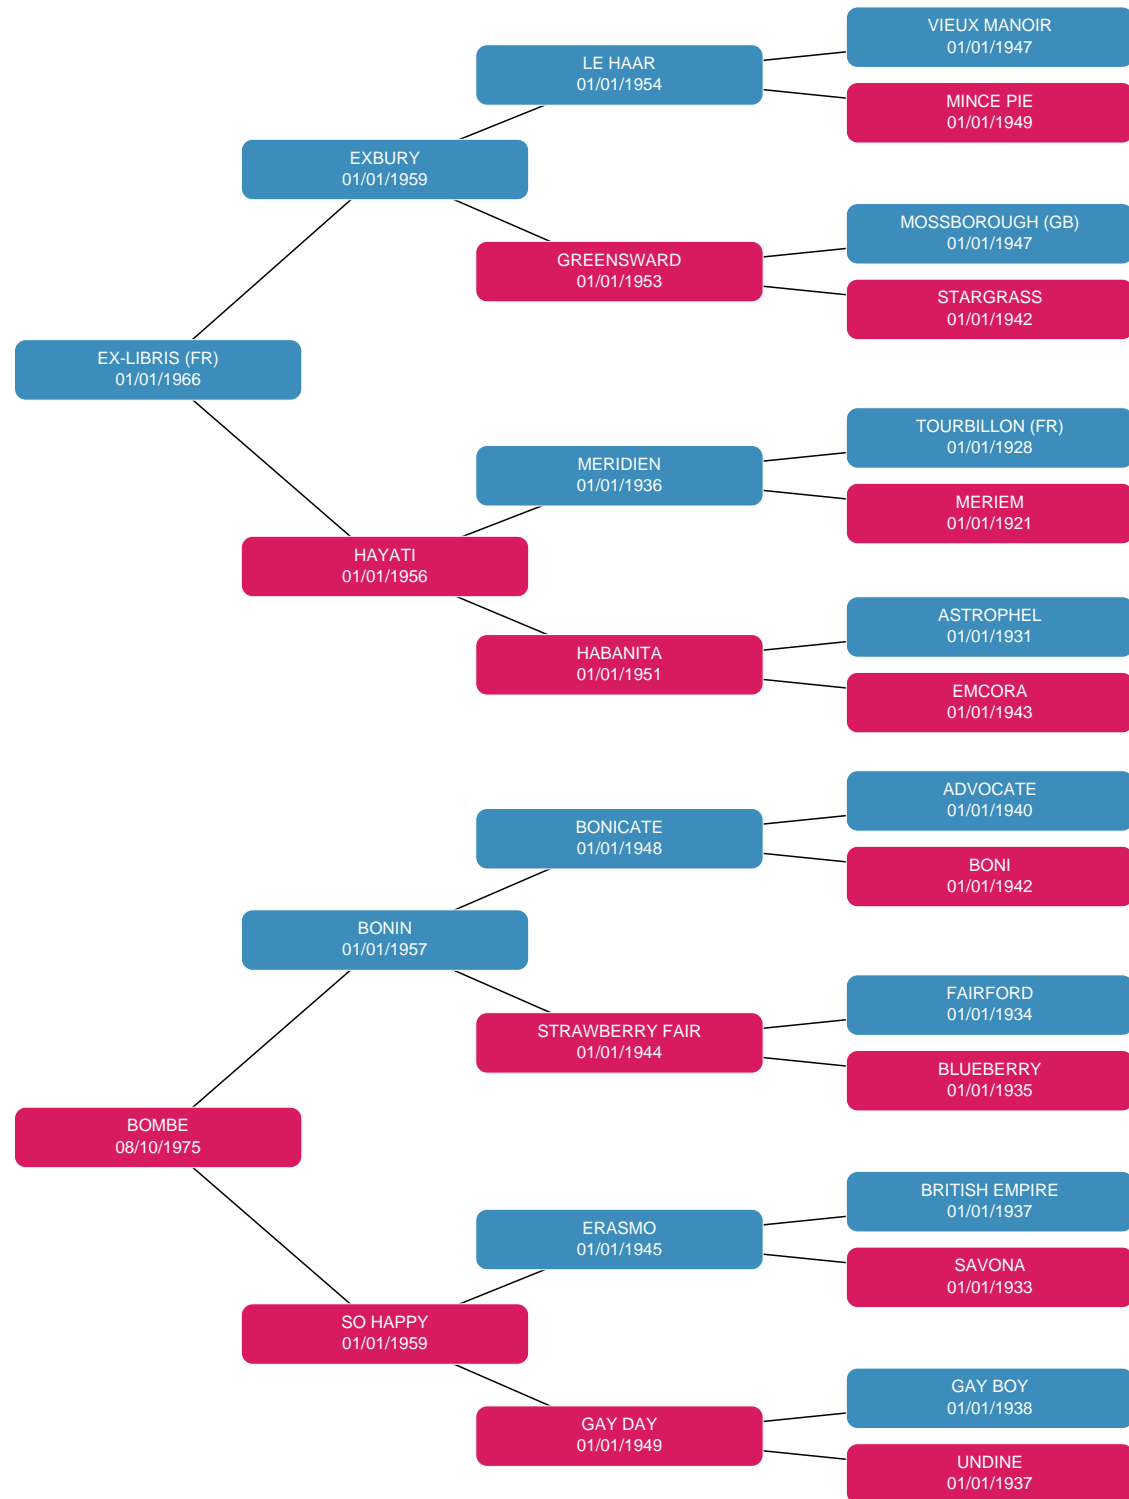 VIEUX MANOIR
01/01/1947
LE HAAR
01/01/1954
MINCE PIE
01/01/1949
EXBURY
01/01/1959
MOSSBOROUGH (GB)
01/01/1947
GREENSWARD
01/01/1953
STARGRASS
01/01/1942
EX-LIBRIS (FR)
01/01/1966
TOURBILLON (FR)
01/01/1928
MERIDIEN
01/01/1936
MERIEM
01/01/1921
HAYATI
01/01/1956
ASTROPHEL
01/01/1931
HABANITA
01/01/1951
EMCORA
01/01/1943
ADVOCATE
01/01/1940
BONICATE
01/01/1948
BONI
01/01/1942
BONIN
01/01/1957
FAIRFORD
01/01/1934
STRAWBERRY FAIR
01/01/1944
BLUEBERRY
01/01/1935
BOMBE
08/10/1975
BRITISH EMPIRE
01/01/1937
ERASMO
01/01/1945
SAVONA
01/01/1933
SO HAPPY
01/01/1959
GAY BOY
01/01/1938
GAY DAY
01/01/1949
UNDINE
01/01/1937